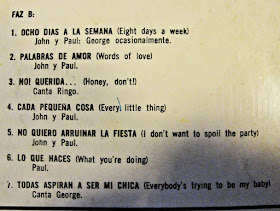 FAZ B:
1. OCHO DIAS A LA SEMANA (Eight days a week)
John y Paul: George ocasionalmente.
2. PALABRAS DE AMOR (Words of love)
John y Paul.
3. NO! QUERIDA... (Honey, don't!)
Canta Ringo.
4. CADA PEQUEÑA COSA (Every little thing)
John y Paul.
5. NO QUIERO ARRUINAR LA FIESTA (I don't want to spoil the party)
John y Paul.
6. LO QUE HACES (What you're doing)
Paul.
7. TODAS ASPIRAN A SER MI CHICA (Everybody's trying to be my baby)
Canta George.